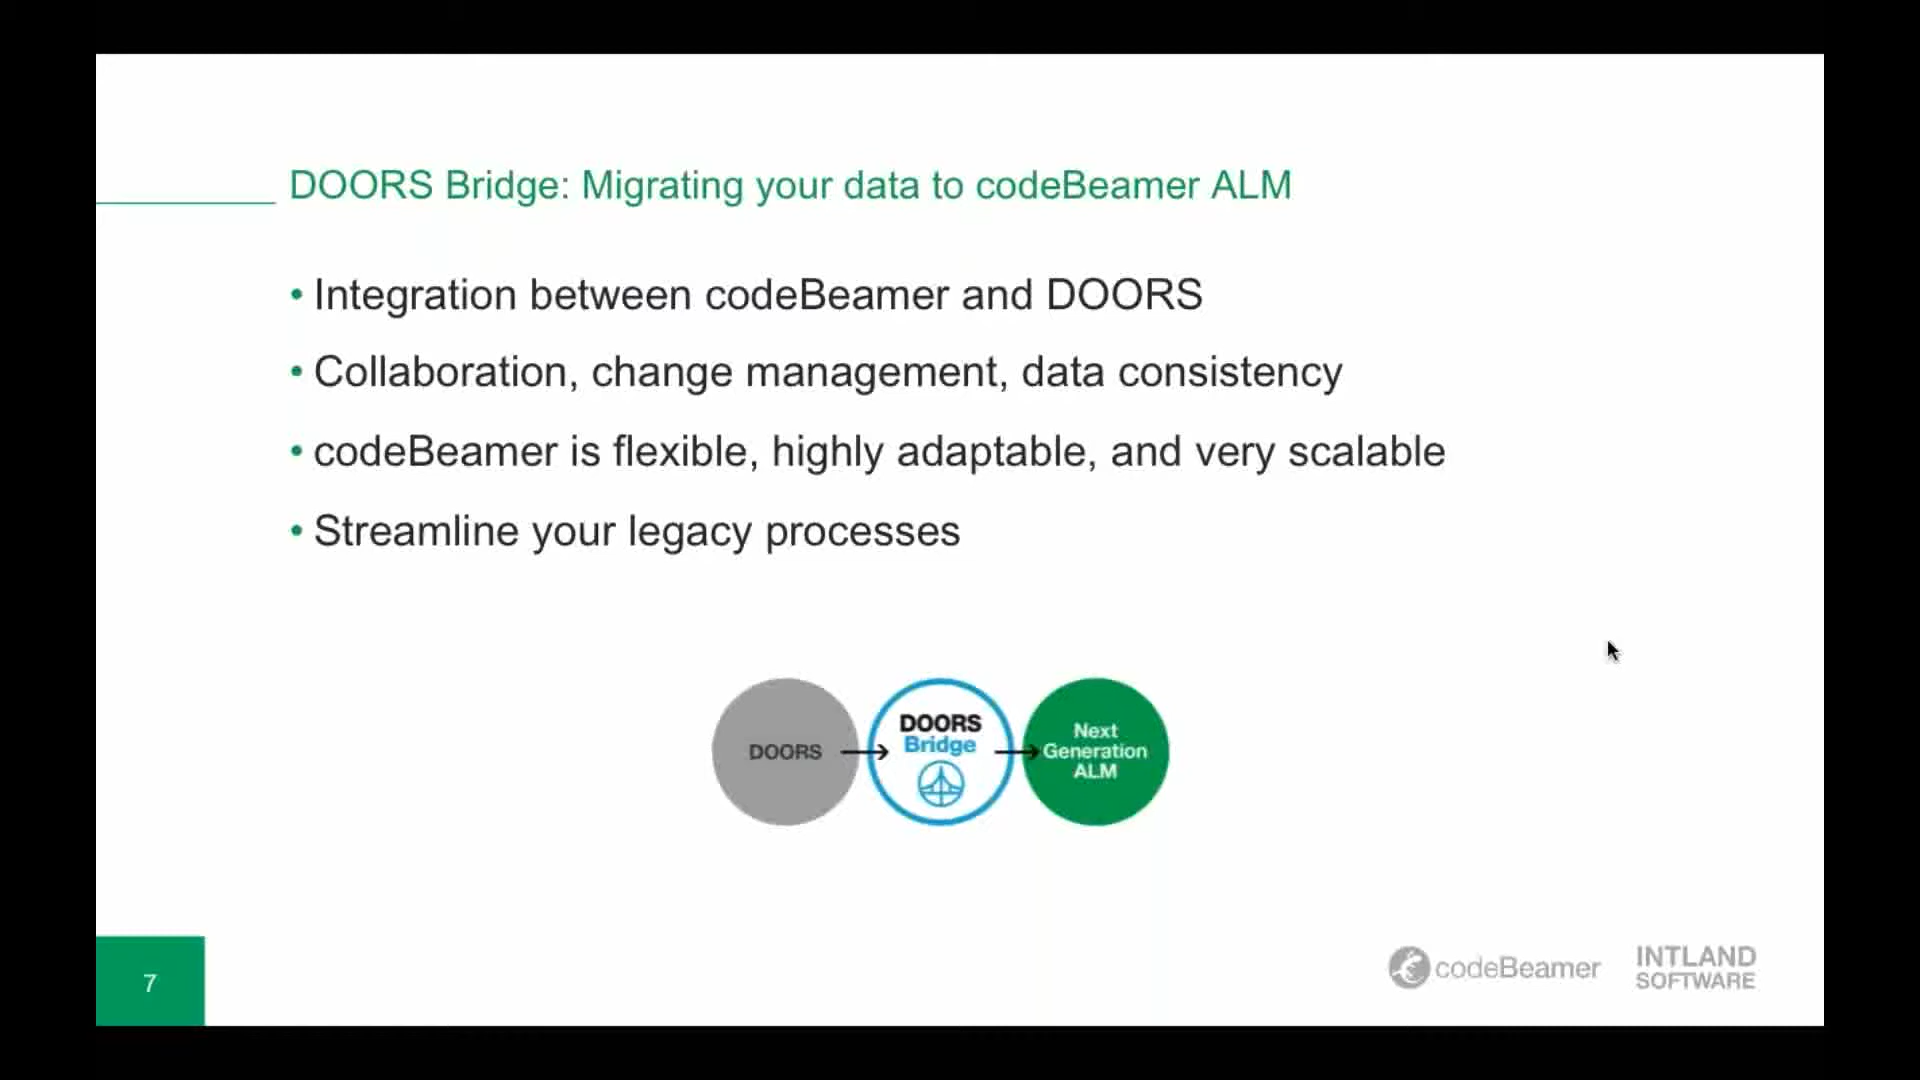 DOORS Bridge: Migrating your data to codeBeamer ALM
• Integration between codeBeamer and DOORS
• Collaboration, change management, data consistency
• codeBeamer is flexible, highly adaptable, and very scalable
• Streamline your legacy processes
DOORS
DOORS
Bridge
Next
Generation
ALM
7
codeBeamer
INTLAND
SOFTWARE